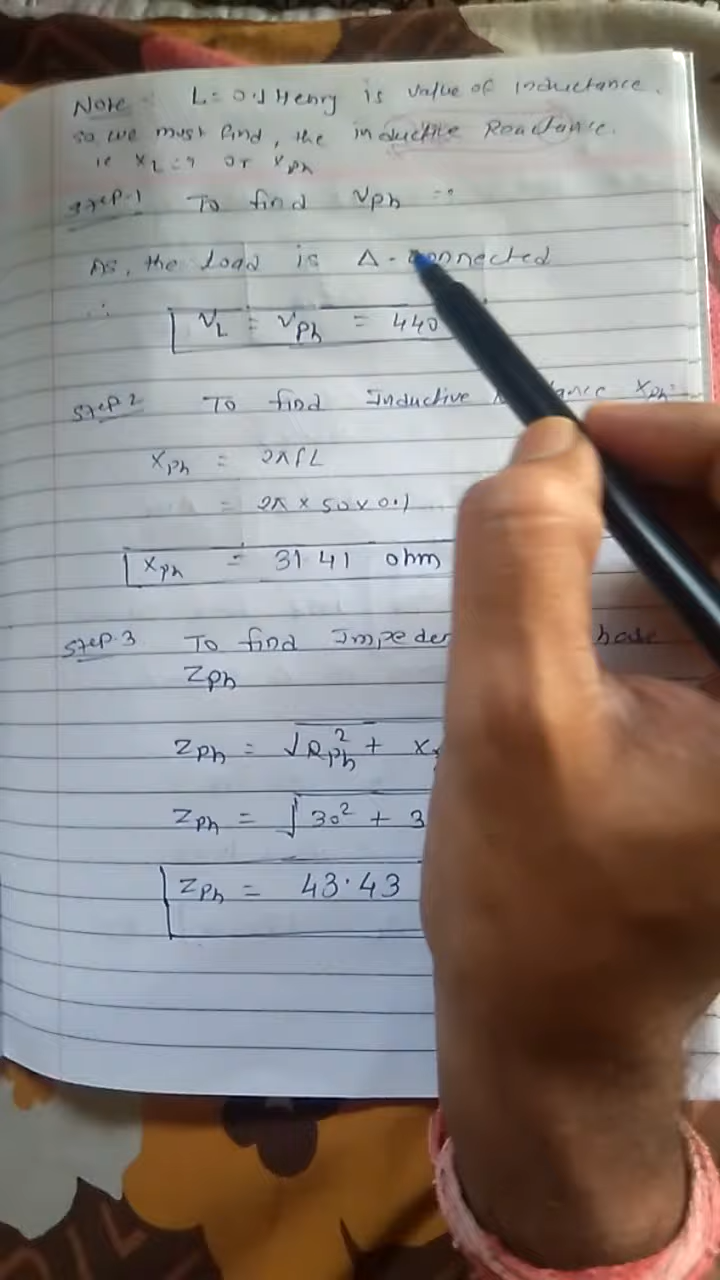 Note: L = 0.1 Henry is value of inductance.
so we must find, the inductive Reactance.
ie XL = ? or Xph
Step.1 To find Vph =?
As, the load is Δ - connected
∴ VL = Vph = 440
Step 2 To find Inductive Xph=
Xph = 2πfL
= 2π × 50 × 0.1
Xph = 31.41 ohm
Step.3 To find
Zph
Zph = √Rph² + X
Zph = √30² + 3
Zph = 43.43